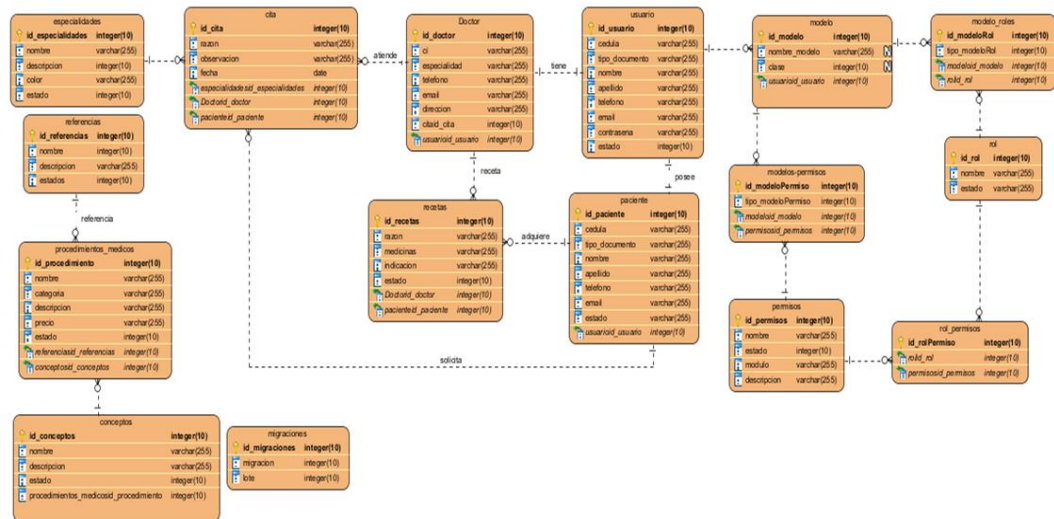 especialidades
id_especialidades integer(10)
nombre varchar(255)
descripcion integer(10)
color varchar(255)
estado integer(10)
cita
id_cita integer(10)
razon varchar(255)
observacion varchar(255)
fecha date
especialidadesid_especialidades integer(10)
Doctorid_doctor integer(10)
pacienteid_paciente integer(10)
atiende
Doctor
id_doctor integer(10)
ci varchar(255)
especialidad varchar(255)
telefono varchar(255)
email varchar(255)
direccion varchar(255)
citaid_cita integer(10)
usuarioid_usuario integer(10)
tiene
usuario
id_usuario integer(10)
cedula varchar(255)
tipo_documento varchar(255)
nombre varchar(255)
apellido varchar(255)
telefono varchar(255)
email varchar(255)
contrasena varchar(255)
estado integer(10)
modelo
id_modelo integer(10)
nombre_modelo varchar(255) N
clase integer(10) N
usuarioid_usuario integer(10)
modelo_roles
id_modeloRol integer(10)
tipo_modeloRol integer(10)
modeloid_modelo integer(10)
rolid_rol integer(10)
referencias
id_referencias integer(10)
nombre integer(10)
descripcion varchar(255)
estados integer(10)
referencia
receta
posee
rol
id_rol integer(10)
nombre varchar(255)
estado varchar(255)
modelos-permisos
id_modeloPermiso integer(10)
tipo_modeloPermiso integer(10)
modeloid_modelo integer(10)
permisosid_permisos integer(10)
recetas
id_recetas integer(10)
razon varchar(255)
medicinas varchar(255)
indicacion varchar(255)
estado integer(10)
Doctorid_doctor integer(10)
pacienteid_paciente integer(10)
adquiere
paciente
id_paciente integer(10)
cedula varchar(255)
tipo_documento varchar(255)
nombre varchar(255)
apellido varchar(255)
telefono varchar(255)
email varchar(255)
estado varchar(255)
usuarioid_usuario integer(10)
procedimientos_medicos
id_procedimiento integer(10)
nombre varchar(255)
categoria varchar(255)
descripcion varchar(255)
precio varchar(255)
estado integer(10)
referenciasid_referencias integer(10)
conceptosid_conceptos integer(10)
solicita
permisos
id_permisos integer(10)
nombre varchar(255)
estado integer(10)
modulo varchar(255)
descripcion varchar(255)
rol_permisos
id_rolPermiso integer(10)
rolid_rol integer(10)
permisosid_permisos integer(10)
conceptos
id_conceptos integer(10)
nombre varchar(255)
descripcion varchar(255)
estado integer(10)
procedimientos_medicosid_procedimiento integer(10)
migraciones
id_migraciones integer(10)
migracion integer(10)
lote integer(10)